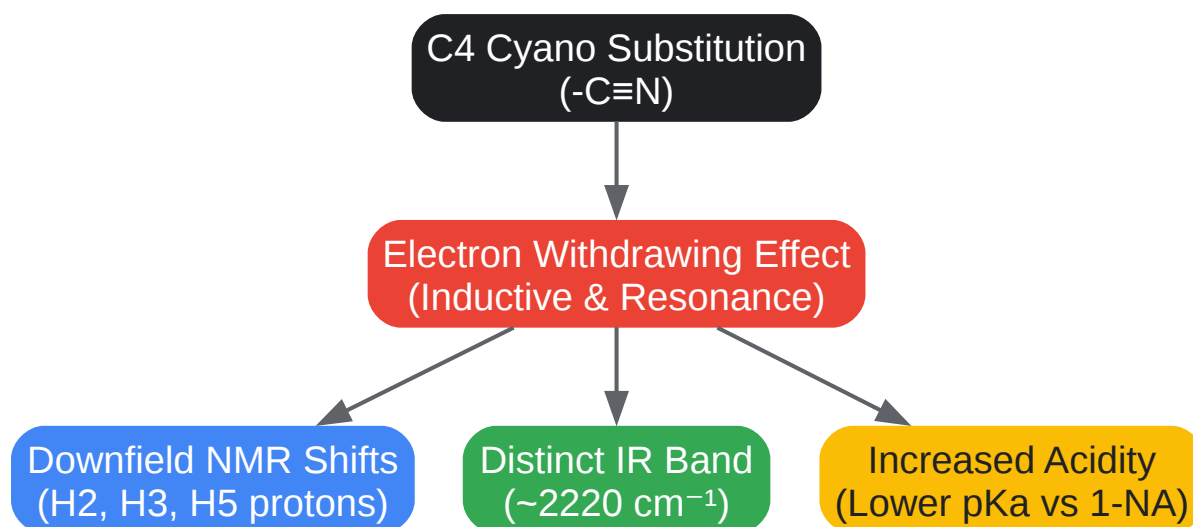 C4 Cyano Substitution
(-C≡N)
Electron Withdrawing Effect
(Inductive & Resonance)
Downfield NMR Shifts
(H2, H3, H5 protons)
Distinct IR Band
(~2220 cm⁻¹)
Increased Acidity
(Lower pKa vs 1-NA)